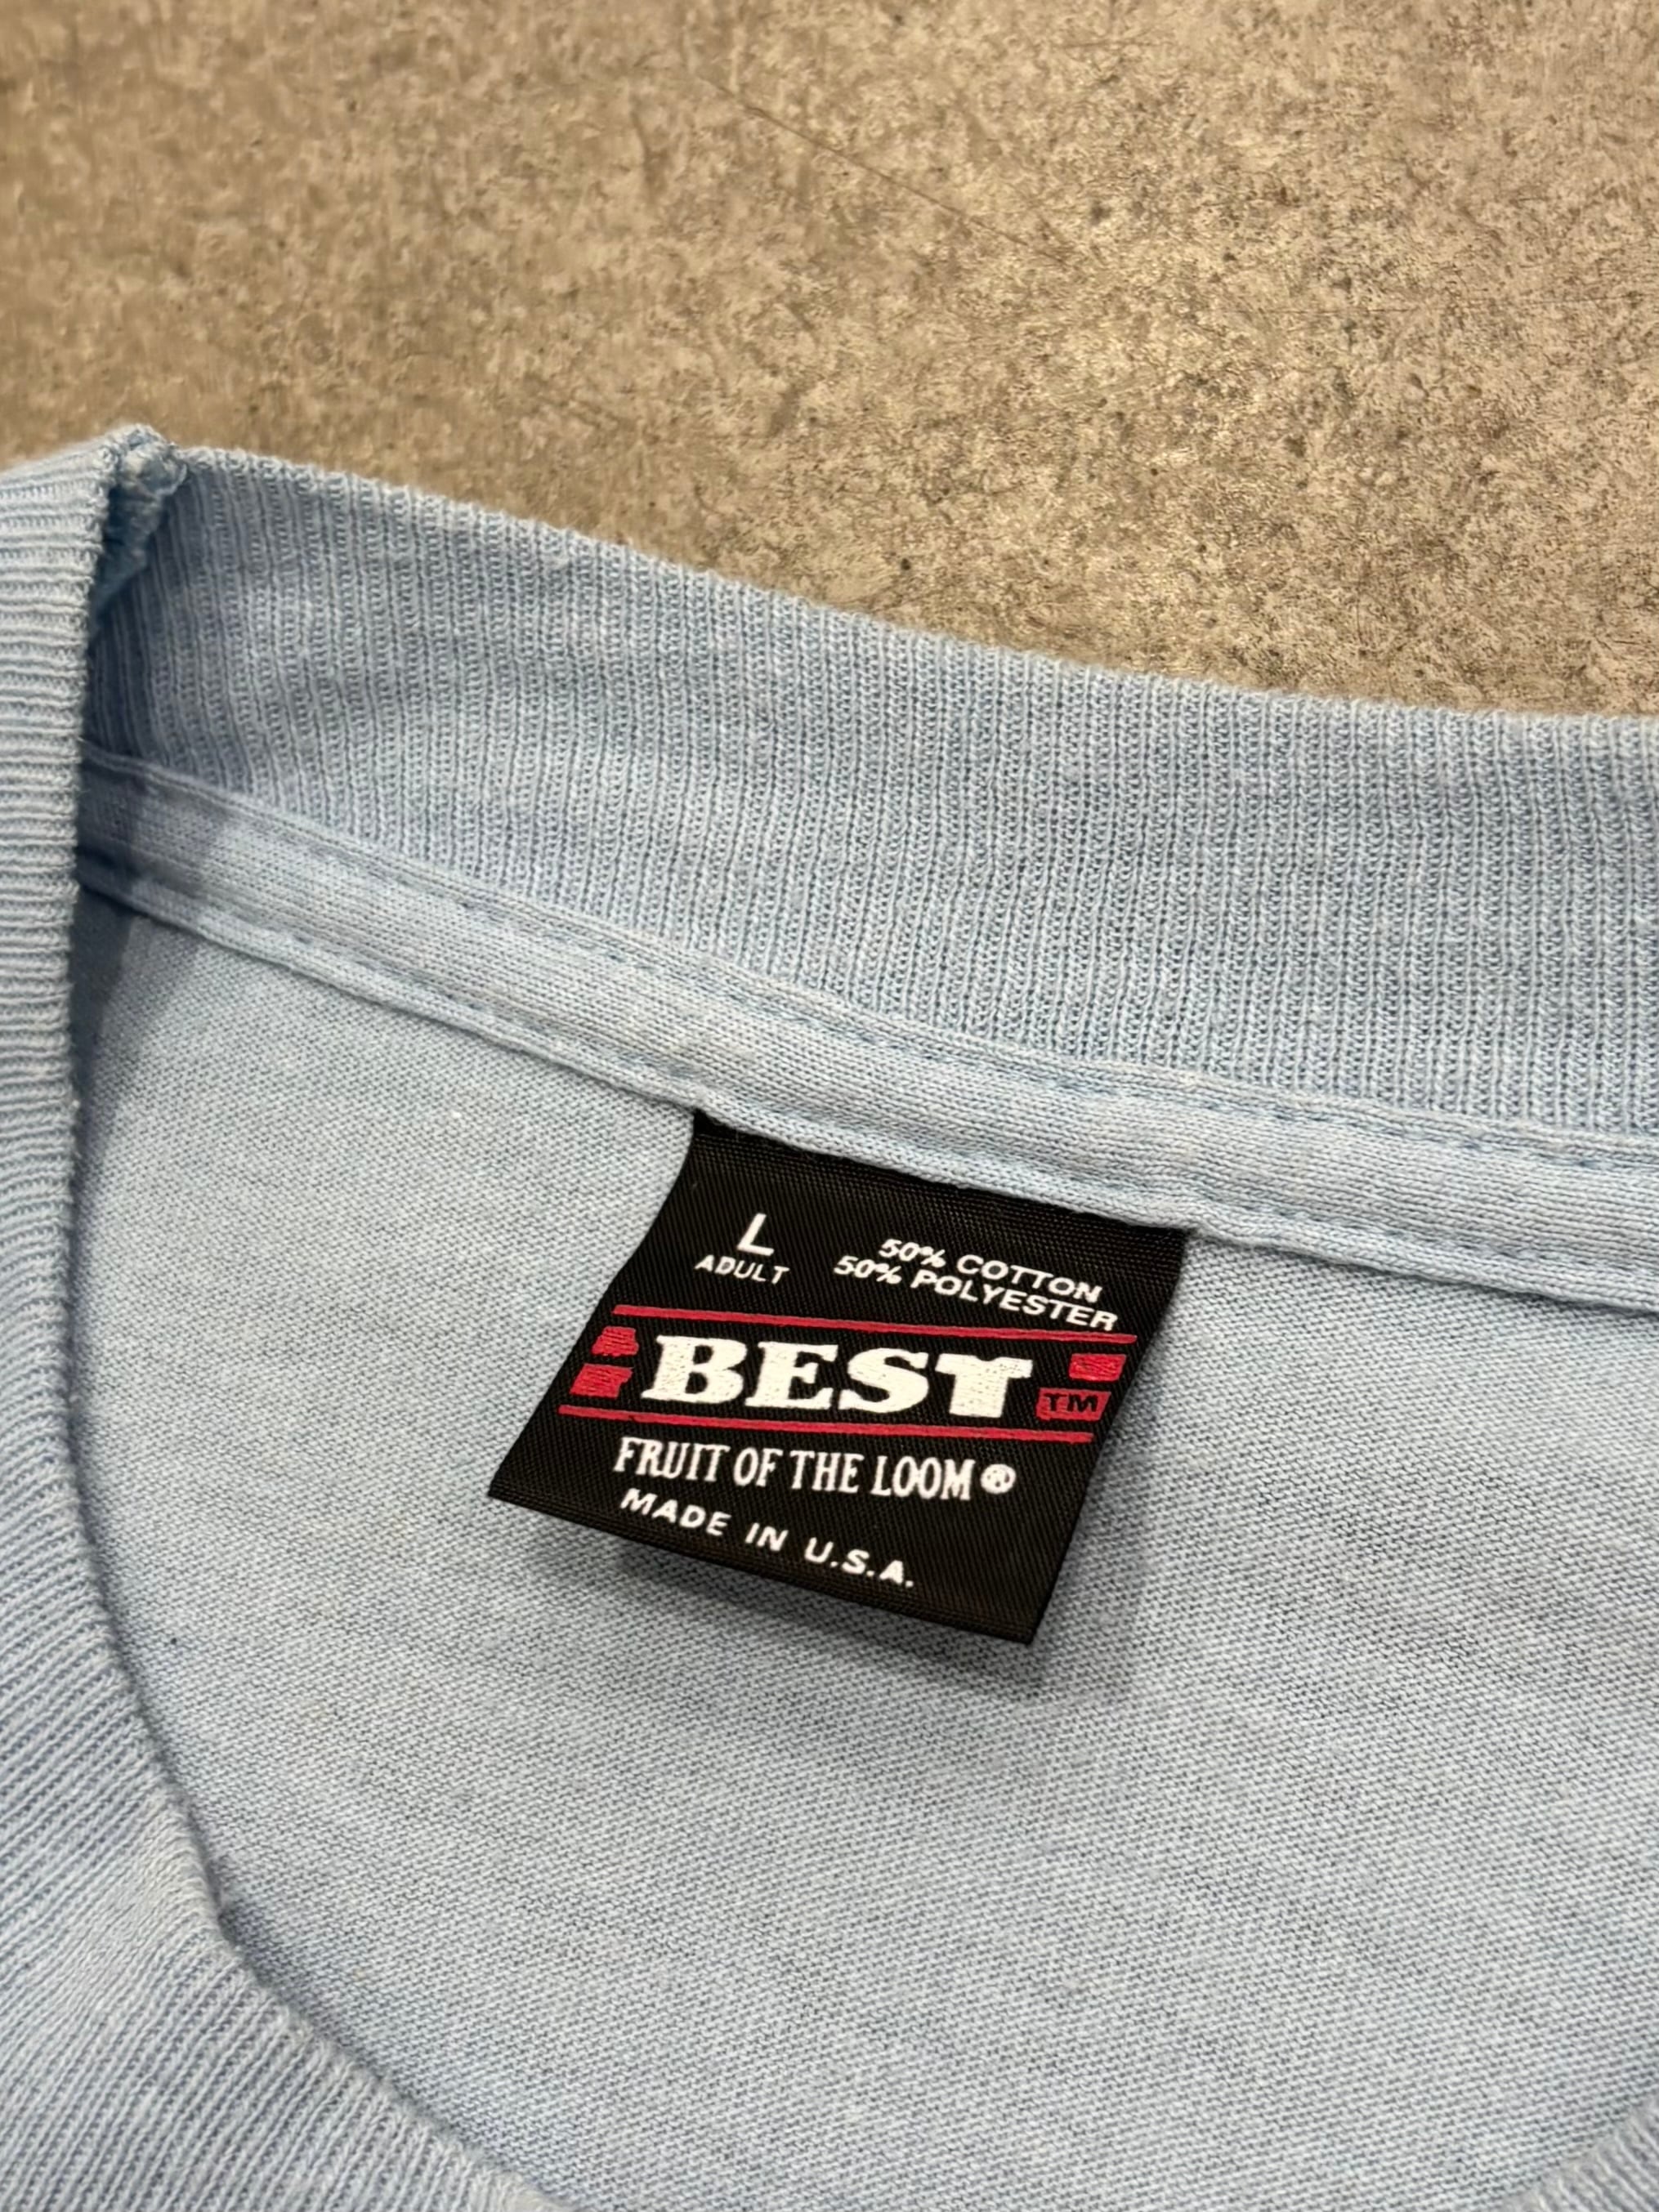 L
ADULT
50% COTTON
50% POLYESTER
BEST
TM
FRUIT OF THE LOOM®
MADE IN U.S.A.